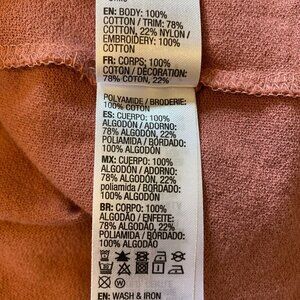 EN: BODY: 100%
COTTON / TRIM: 78%
COTTON, 22% NYLON /
EMBROIDERY: 100%
COTTON
FR: CORPS: 100%
COTON / DÉCORATION:
78% COTON, 22%
POLYAMIDE / BRODERIE:
100% COTON
ES: CUERPO: 100%
ALGODÓN / ADORNO:
78% ALGODÓN, 22%
POLIAMIDA / BORDADO:
100% ALGODÓN
MX: CUERPO: 100%
ALGODÓN / ADORNO:
78% ALGODÓN, 22%
poliamida / BORDADO:
100% ALGODÓN
BR: CORPO: 100%
ALGODÃO / ENFEITE:
78% ALGODÃO, 22%
POLIAMIDA / BORDADO:
100% ALGODÃO
EN: WASH & IRON